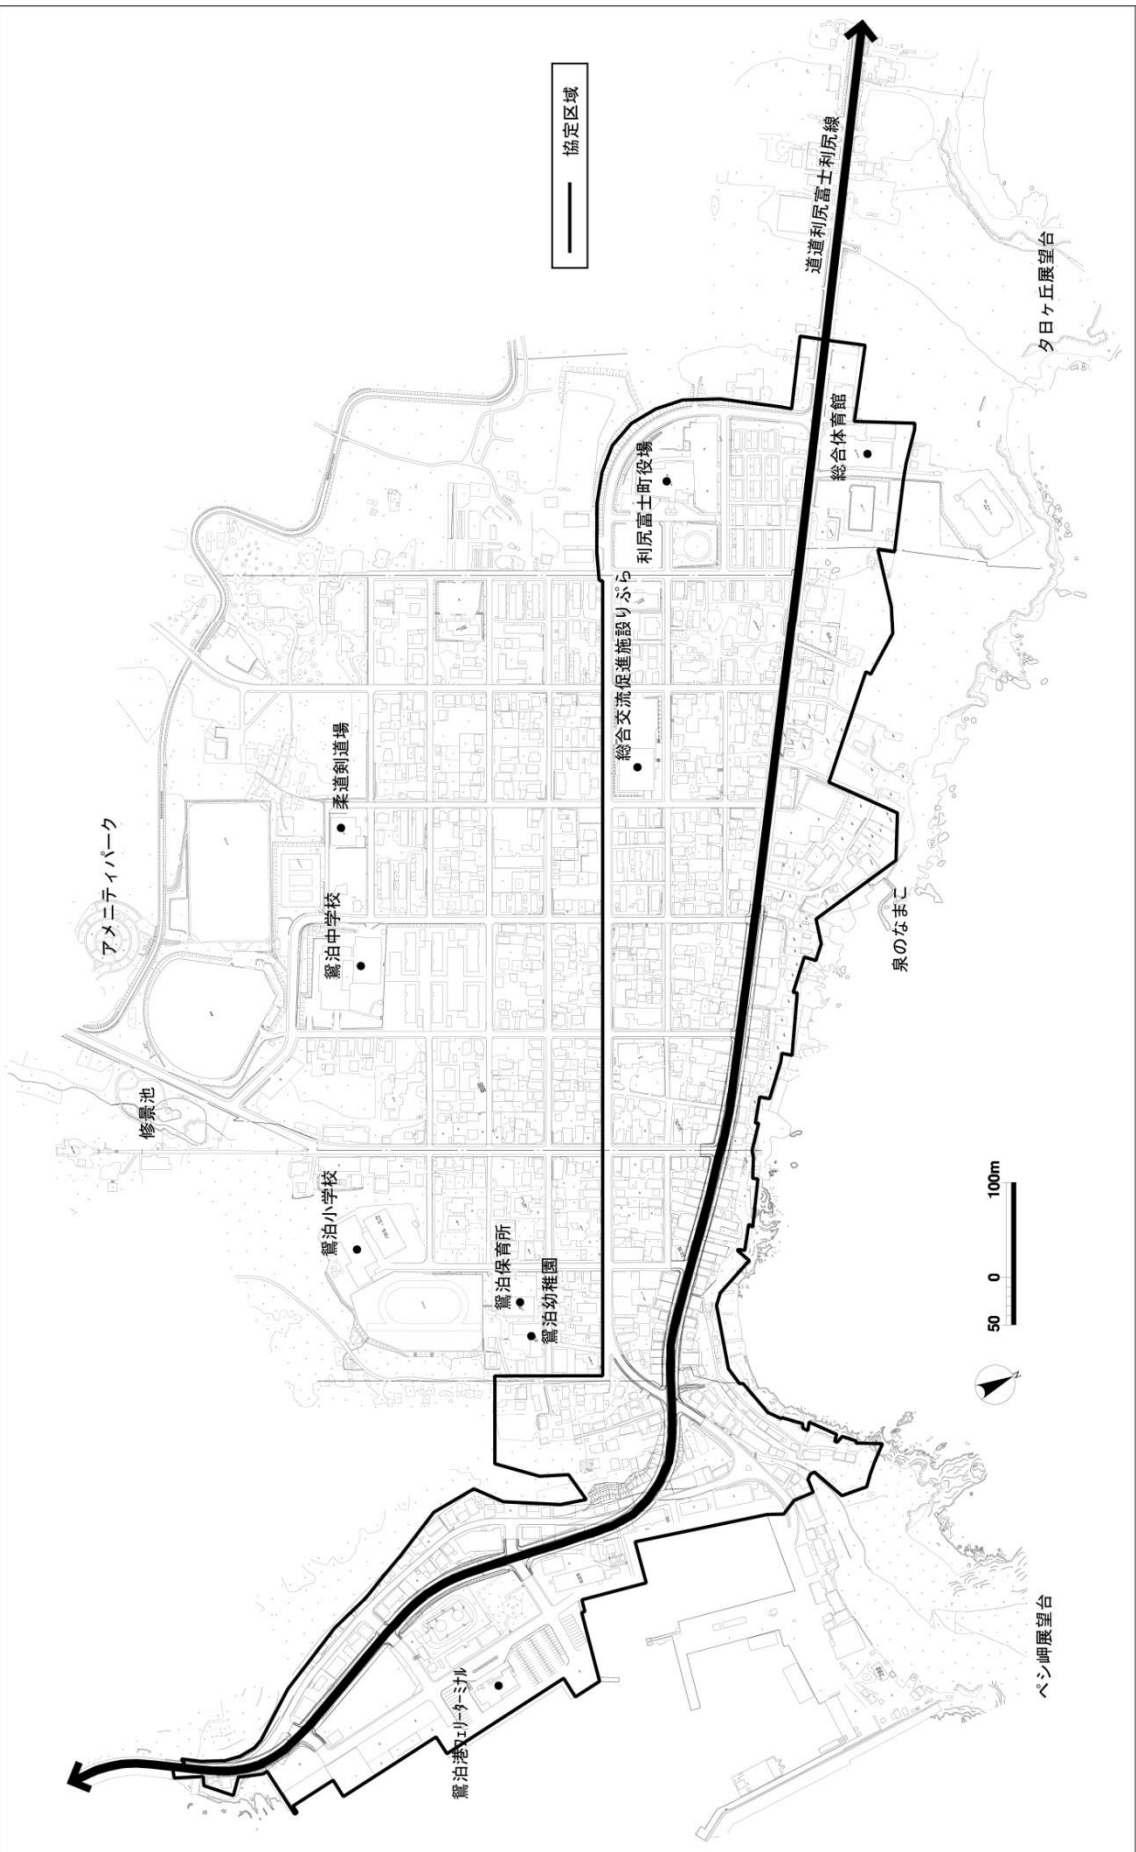 協定区域
道道利尻富士利尻線
夕日ヶ丘展望台
総合体育館
利尻富士町役場
総合交流促進施設りぷら
柔道剣道場
アメニティパーク
鴛泊中学校
泉のなまこ
修景池
鴛泊小学校
鴛泊保育所
鴛泊幼稚園
50 0 100m
N
ペシ岬展望台
鴛泊港フェリーターミナル